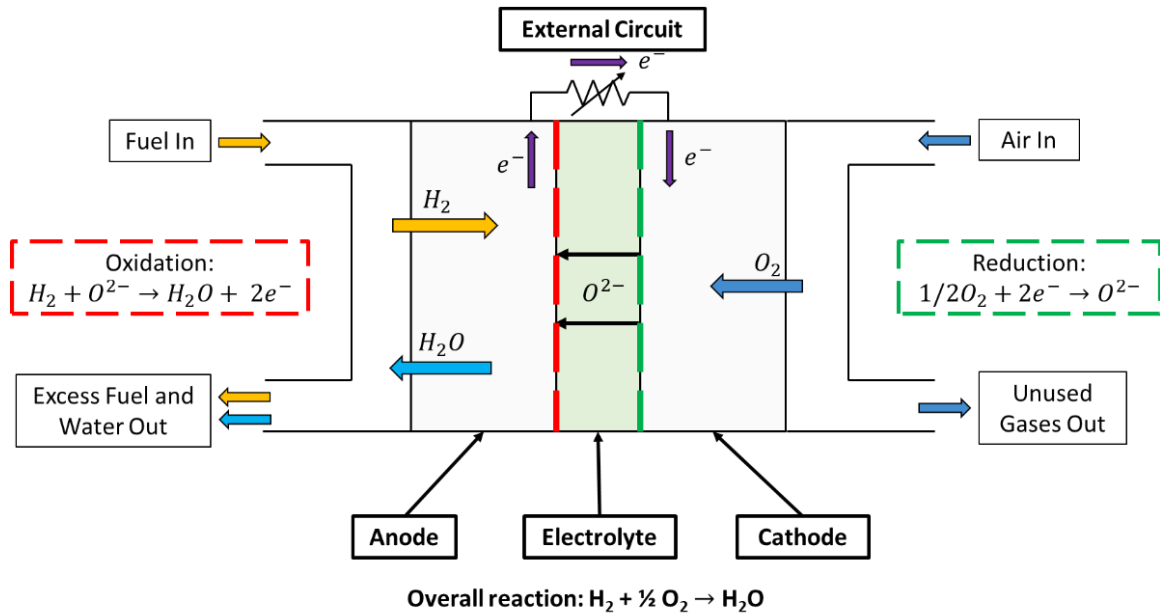 External Circuit
e⁻
Fuel In
Air In
e⁻
e⁻
H₂
Oxidation:
H₂ + O²⁻ → H₂O + 2e⁻
O²⁻
O₂
Reduction:
1/2O₂ + 2e⁻ → O²⁻
H₂O
Excess Fuel and
Water Out
Unused
Gases Out
Anode
Electrolyte
Cathode
Overall reaction: H₂ + ½ O₂ → H₂O